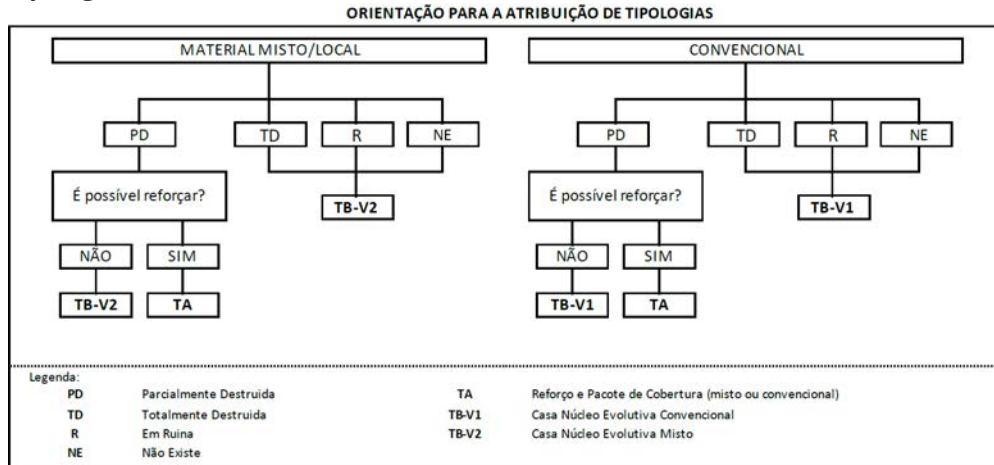 ORIENTAÇÃO PARA A ATRIBUIÇÃO DE TIPOLOGIAS
MATERIAL MISTO/LOCAL
PD
TD
R
NE
É possível reforçar?
TB-V2
NÃO
SIM
TB-V2
TA
CONVENCIONAL
PD
TD
R
NE
É possível reforçar?
TB-V1
NÃO
SIM
TB-V1
TA
Legenda:
PD Parcialmente Destruida
TD Totalmente Destruida
R Em Ruina
NE Não Existe
TA Reforço e Pacote de Cobertura (misto ou convencional)
TB-V1 Casa Núcleo Evolutiva Convencional
TB-V2 Casa Núcleo Evolutiva Misto